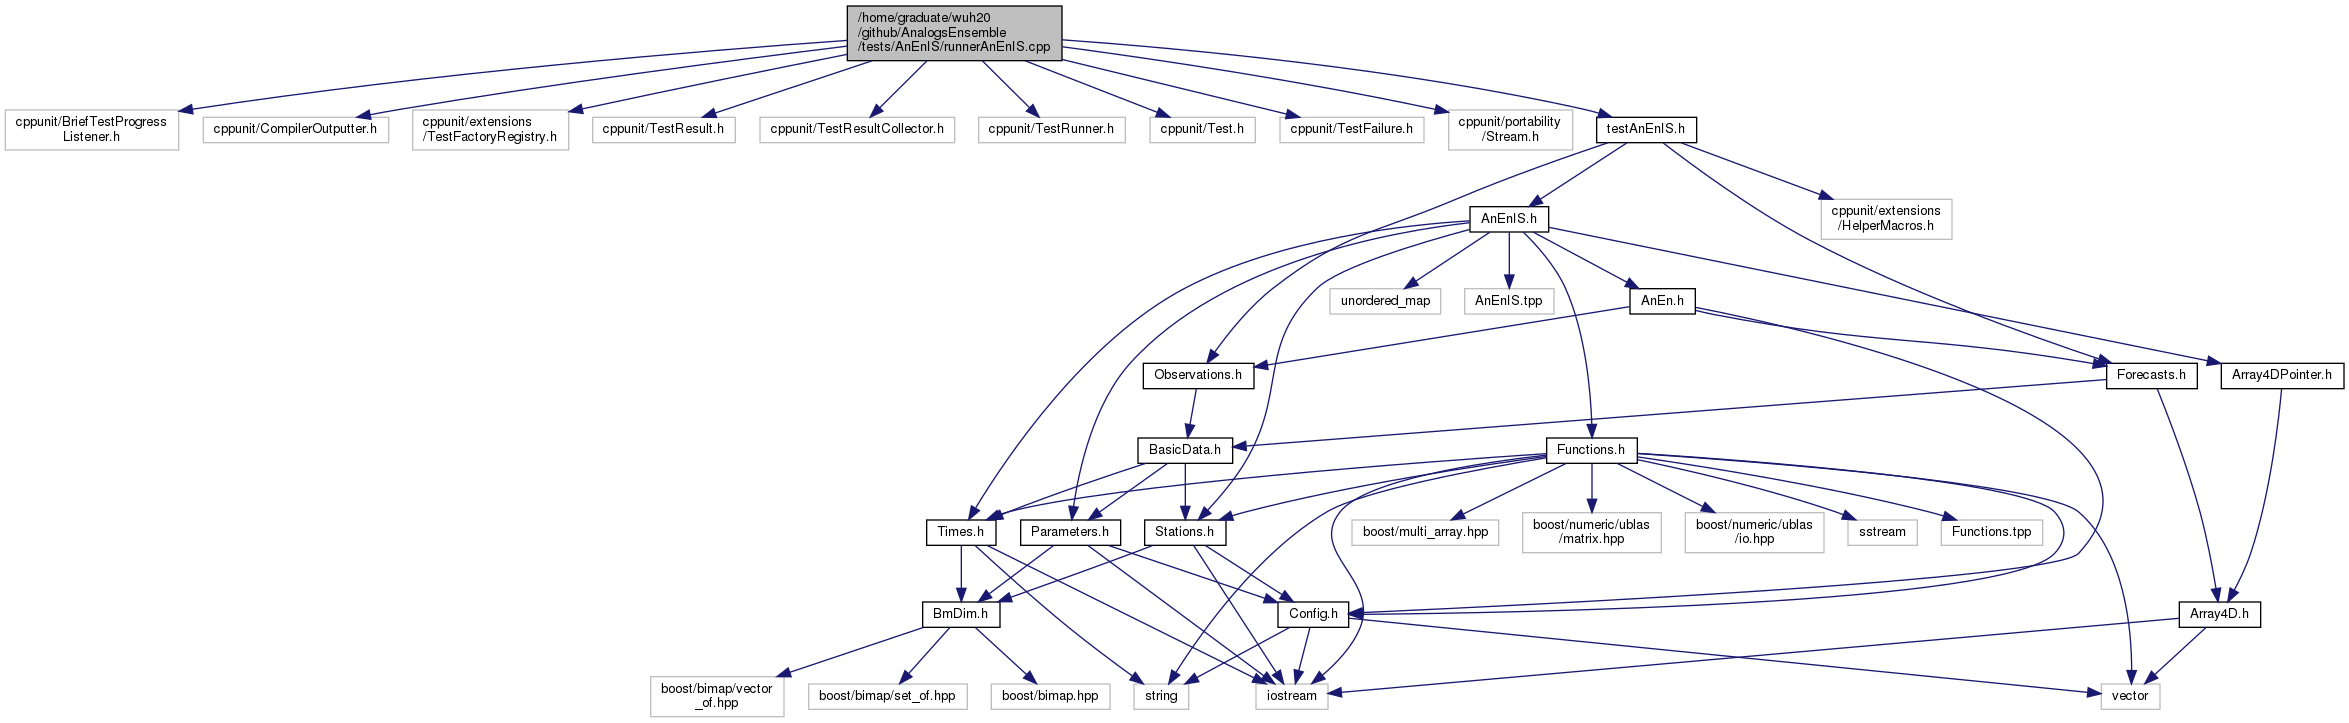 /home/graduate/wuh20
/github/AnalogsEnsemble
/tests/AnEnIS/runnerAnEnIS.cpp
cppunit/BriefTestProgress
Listener.h
cppunit/CompilerOutputter.h
cppunit/extensions
/TestFactoryRegistry.h
cppunit/TestResult.h
cppunit/TestResultCollector.h
cppunit/TestRunner.h
cppunit/Test.h
cppunit/TestFailure.h
cppunit/portability
/Stream.h
testAnEnIS.h
AnEnIS.h
cppunit/extensions
/HelperMacros.h
unordered_map
AnEnIS.tpp
AnEn.h
Observations.h
Forecasts.h
Array4DPointer.h
BasicData.h
Functions.h
Times.h
Parameters.h
Stations.h
boost/multi_array.hpp
boost/numeric/ublas
/matrix.hpp
boost/numeric/ublas
/io.hpp
sstream
Functions.tpp
BmDim.h
Config.h
Array4D.h
boost/bimap/vector
_of.hpp
boost/bimap/set_of.hpp
boost/bimap.hpp
string
iostream
vector